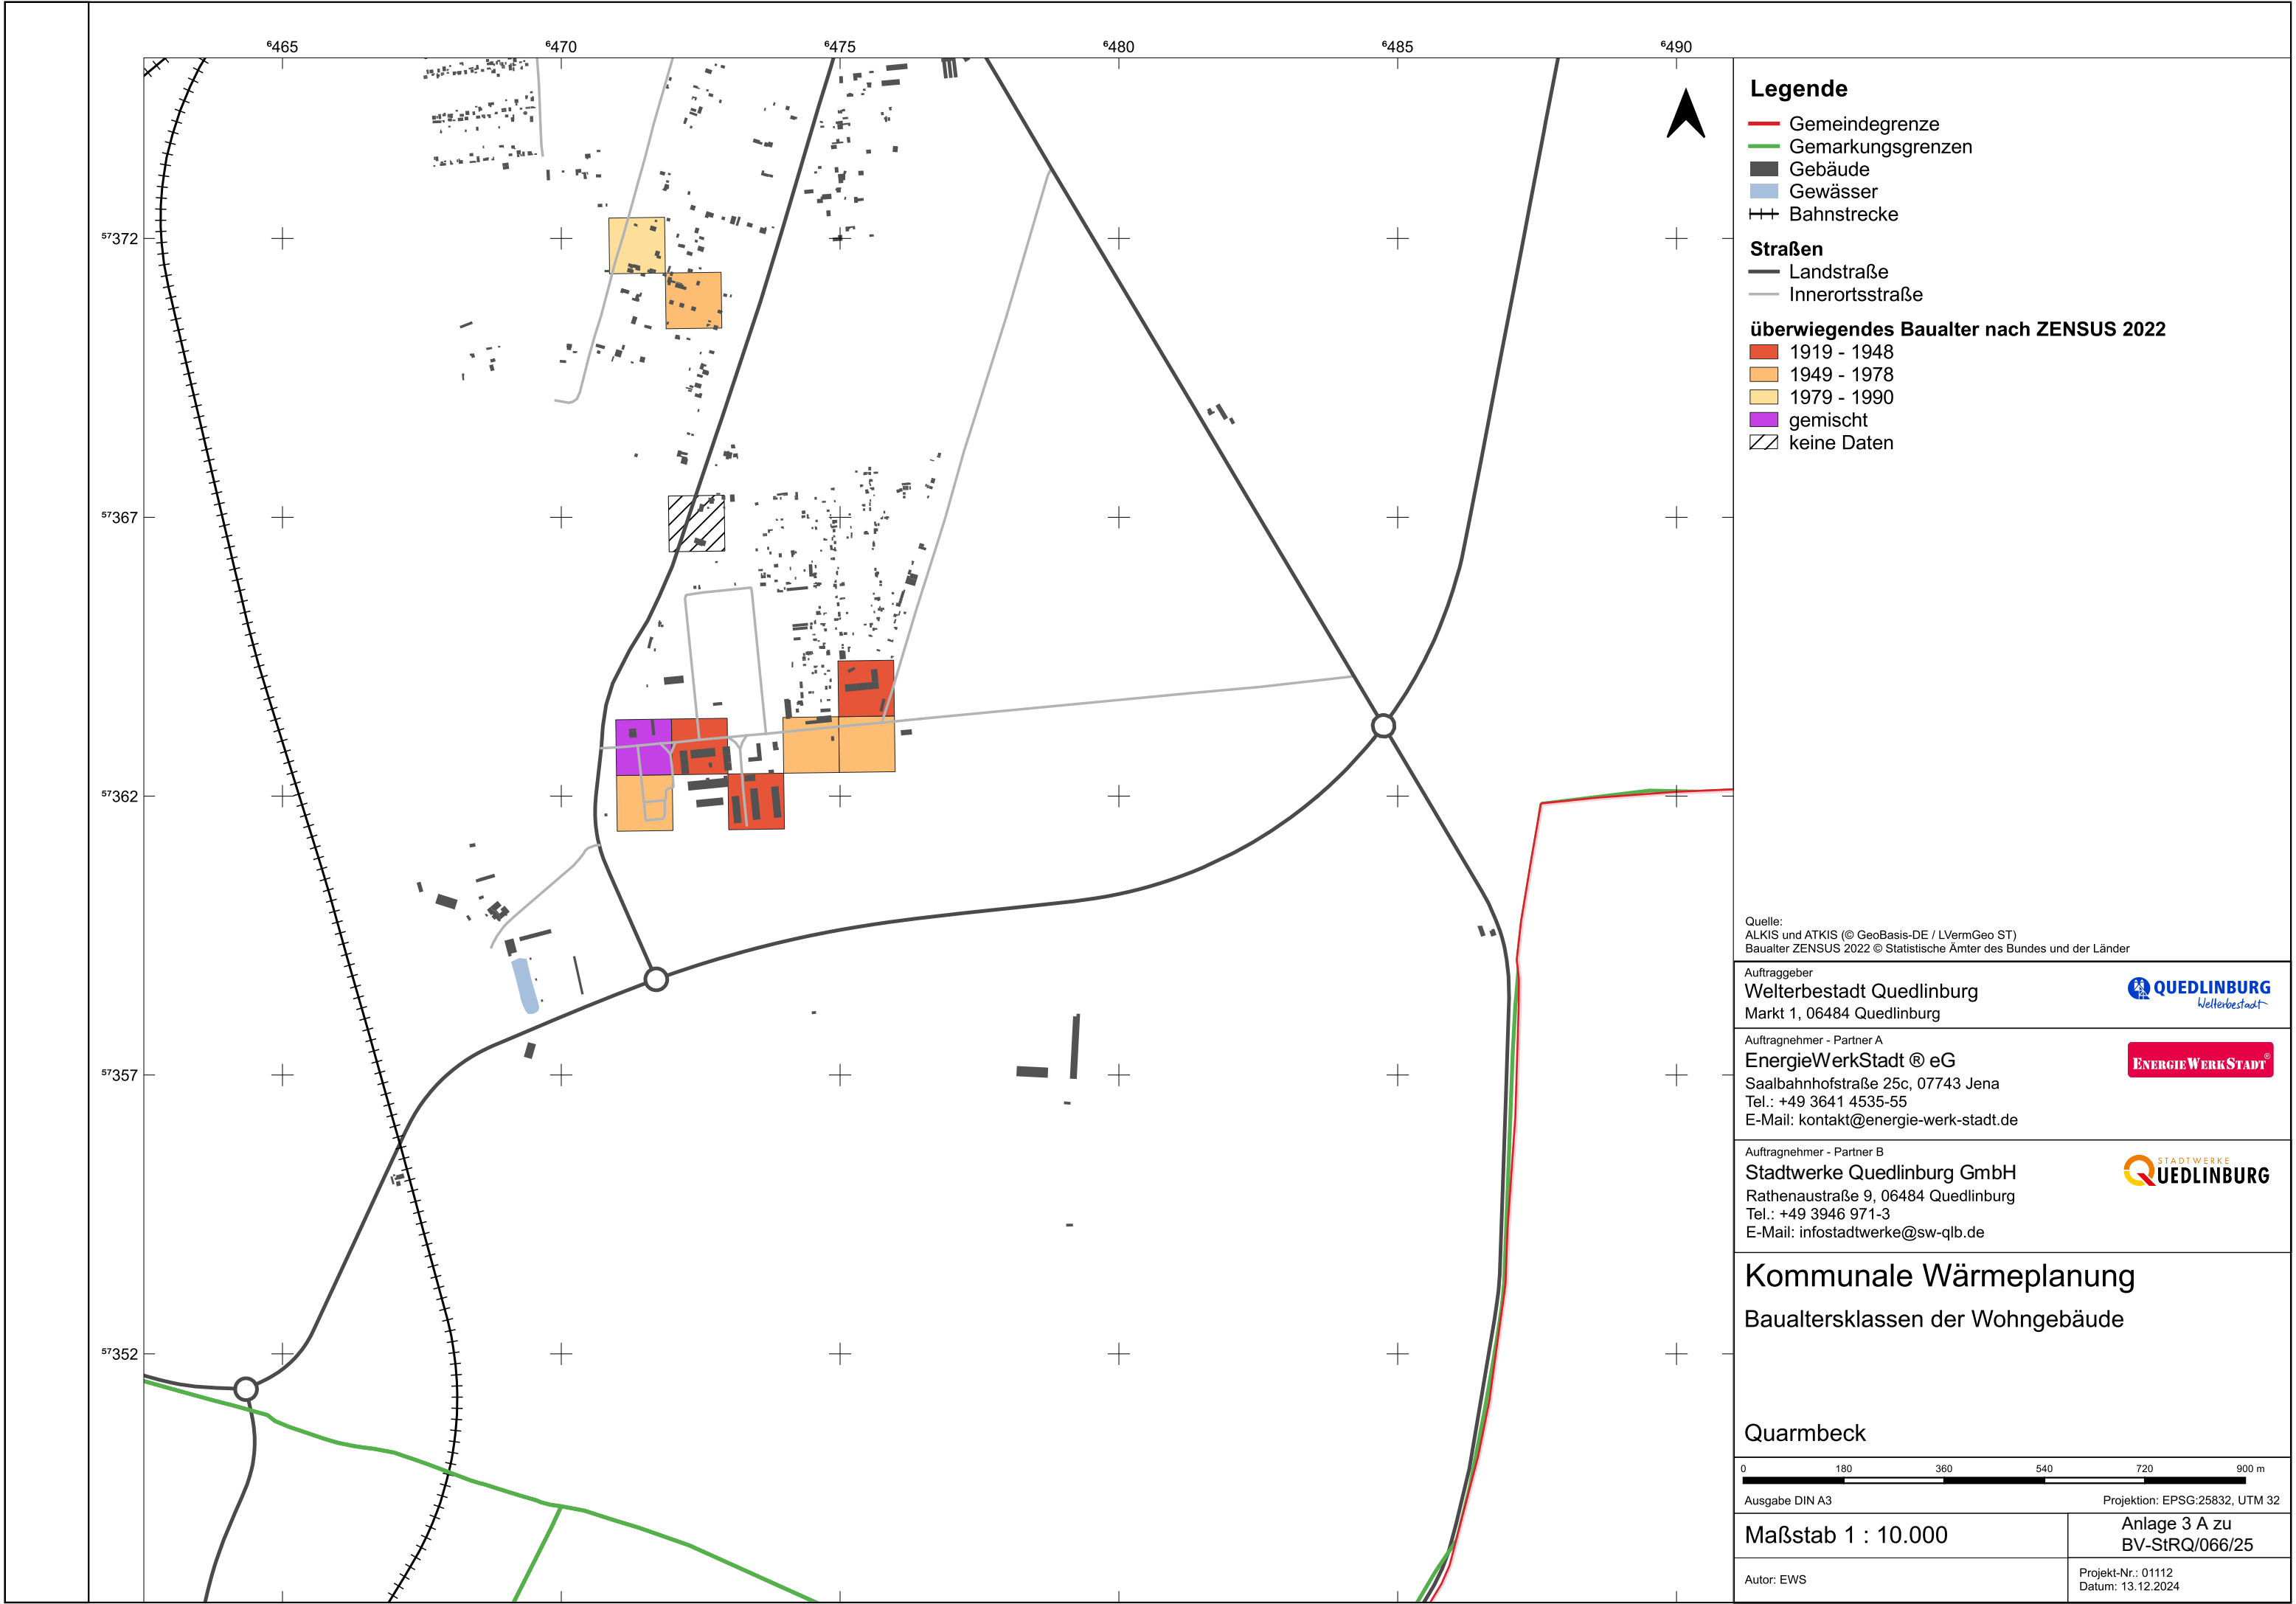 ⁶465 ⁶470 ⁶475 ⁶480 ⁶485 ⁶490
⁵⁷372
⁵⁷367
⁵⁷362
⁵⁷357
⁵⁷352
Legende
Gemeindegrenze
Gemarkungsgrenzen
Gebäude
Gewässer
Bahnstrecke
Straßen
Landstraße
Innerortsstraße
überwiegendes Baualter nach ZENSUS 2022
1919 - 1948
1949 - 1978
1979 - 1990
gemischt
keine Daten
Quelle:
ALKIS und ATKIS (© GeoBasis-DE / LVermGeo ST)
Baualter ZENSUS 2022 © Statistische Ämter des Bundes und der Länder
Auftraggeber
Welterbestadt Quedlinburg
Markt 1, 06484 Quedlinburg
QUEDLINBURG
Welterbestadt
Auftragnehmer - Partner A
EnergieWerkStadt ® eG
Saalbahnhofstraße 25c, 07743 Jena
Tel.: +49 3641 4535-55
E-Mail: kontakt@energie-werk-stadt.de
ENERGIEWERKSTADT®
Auftragnehmer - Partner B
Stadtwerke Quedlinburg GmbH
Rathenaustraße 9, 06484 Quedlinburg
Tel.: +49 3946 971-3
E-Mail: infostadtwerke@sw-qlb.de
STADTWERKE
QUEDLINBURG
Kommunale Wärmeplanung
Baualtersklassen der Wohngebäude
Quarmbeck
0 180 360 540 720 900 m
Ausgabe DIN A3 Projektion: EPSG:25832, UTM 32
Maßstab 1 : 10.000
Anlage 3 A zu
BV-StRQ/066/25
Autor: EWS
Projekt-Nr.: 01112
Datum: 13.12.2024